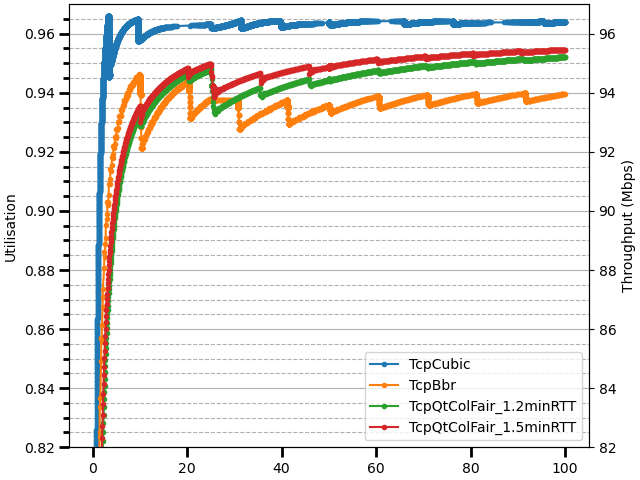 Utilisation
0.96
0.94
0.92
0.90
0.88
0.86
0.84
0.82
96
94
92
90
88
86
84
82
Throughput (Mbps)
TcpCubic
TcpBbr
TcpQtColFair_1.2minRTT
TcpQtColFair_1.5minRTT
0 20 40 60 80 100